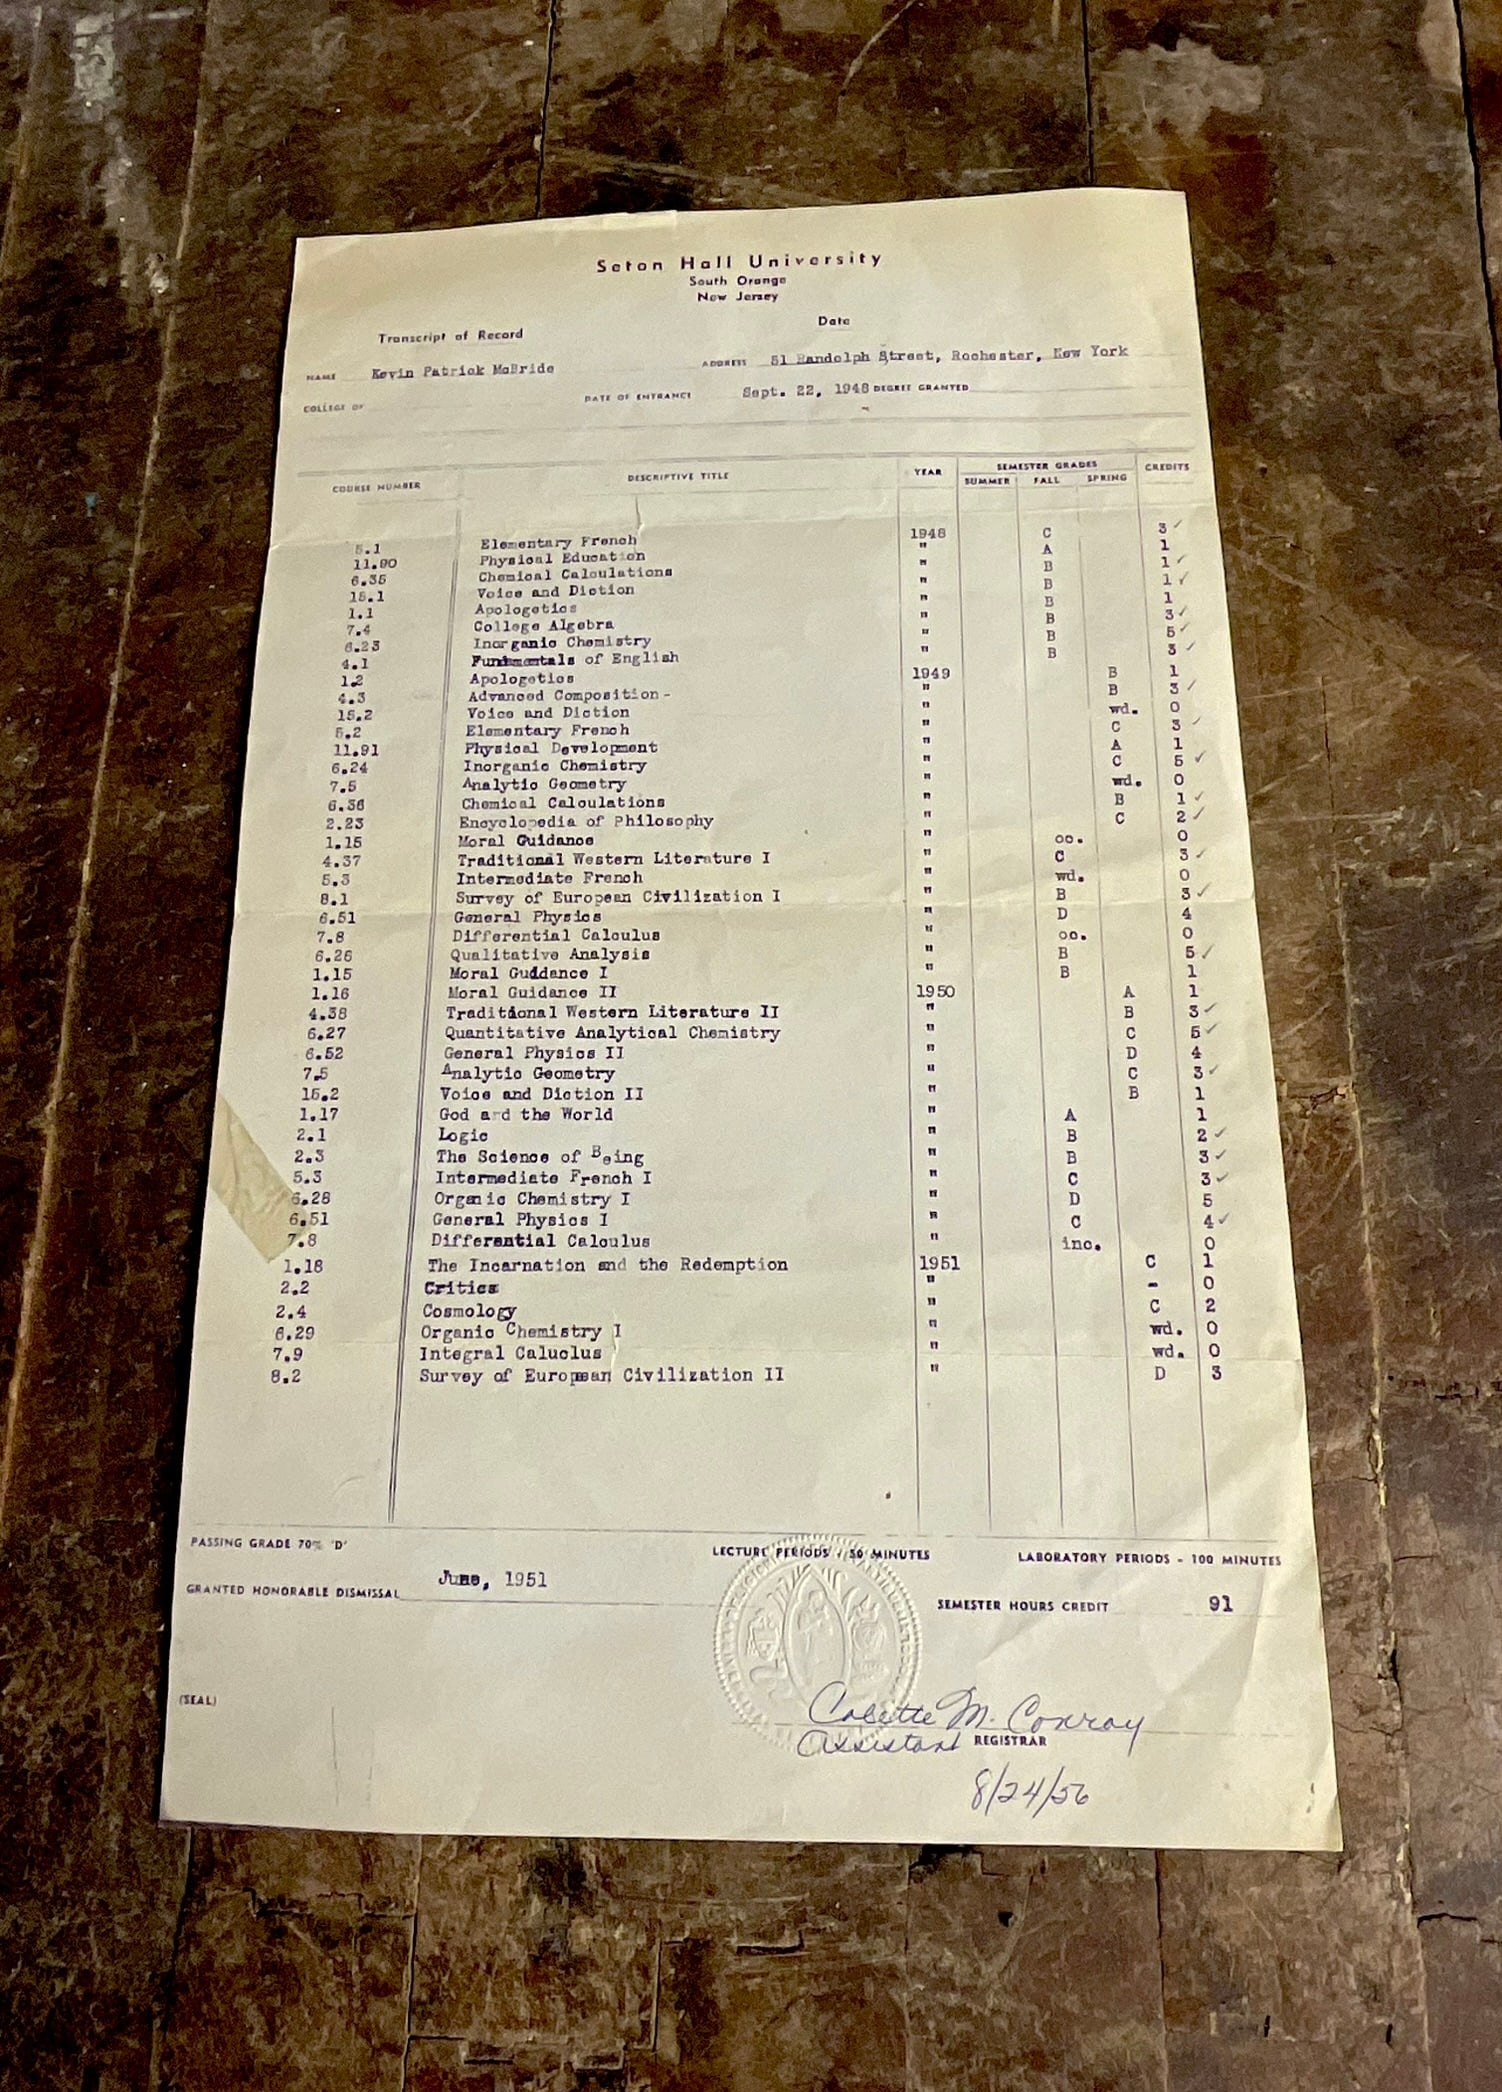 Seton Hall University
South Orange
New Jersey
Transcript of Record Date
NAME Kevin Patrick McBride ADDRESS 51 Randolph Street, Rochester, New York
COLLEGE OF DATE OF ENTRANCE Sept. 22, 1948 DEGREE GRANTED
COURSE NUMBER DESCRIPTIVE TITLE YEAR SEMESTER GRADES CREDITS
SUMMER FALL SPRING
5.1 Elementary French 1948 C 3 ✓
11.90 Physical Education " A 1
6.35 Chemical Calculations " B 1 ✓
15.1 Voice and Diction " B 1 ✓
1.1 Apologetics " B 1
7.4 College Algebra " B 3 ✓
6.23 Inorganic Chemistry " B 5 ✓
4.1 Fundamentals of English " B 3 ✓
1.2 Apologetics 1949 B 1
4.3 Advanced Composition - " B 3 ✓
15.2 Voice and Diction " wd. 0
5.2 Elementary French " C 3 ✓
11.91 Physical Development " A 1
6.24 Inorganic Chemistry " C 5 ✓
7.5 Analytic Geometry " wd. 0
6.36 Chemical Calculations " B 1 ✓
2.23 Encyclopedia of Philosophy " C 2 ✓
1.15 Moral Guidance " oc. 0
4.37 Traditional Western Literature I " C 3 ✓
5.3 Intermediate French " wd. 0
8.1 Survey of European Civilization I " B 3 ✓
6.51 General Physics " D 4
7.8 Differential Calculus " oc. 0
6.26 Qualitative Analysis " B 5 ✓
1.15 Moral Guddance I " B 1
1.16 Moral Guidance II 1950 A 1
4.38 Traditional Western Literature II " B 3 ✓
6.27 Quantitative Analytical Chemistry " C 5 ✓
6.52 General Physics II " D 4
7.5 Analytic Geometry " C 3 ✓
15.2 Voice and Diction II " B 1
1.17 God and the World " A 1
2.1 Logic " B 2 ✓
2.3 The Science of Being " B 3 ✓
5.3 Intermediate French I " C 3 ✓
6.28 Organic Chemistry I " D 5
6.51 General Physics I " C 4 ✓
7.8 Differential Calculus " inc. 0
1.18 The Incarnation and the Redemption 1951 C 1
2.2 Critics " - 0
2.4 Cosmology " C 2
6.29 Organic Chemistry I " wd. 0
7.9 Integral Caluclus " wd. 0
8.2 Survey of European Civilization II " D 3
PASSING GRADE 70% 'D' LECTURE PERIODS - 50 MINUTES LABORATORY PERIODS - 100 MINUTES
GRANTED HONORABLE DISMISSAL June, 1951 SEMESTER HOURS CREDIT 91
(SEAL)
Colette M. Conroy
Assistant REGISTRAR
8/24/56